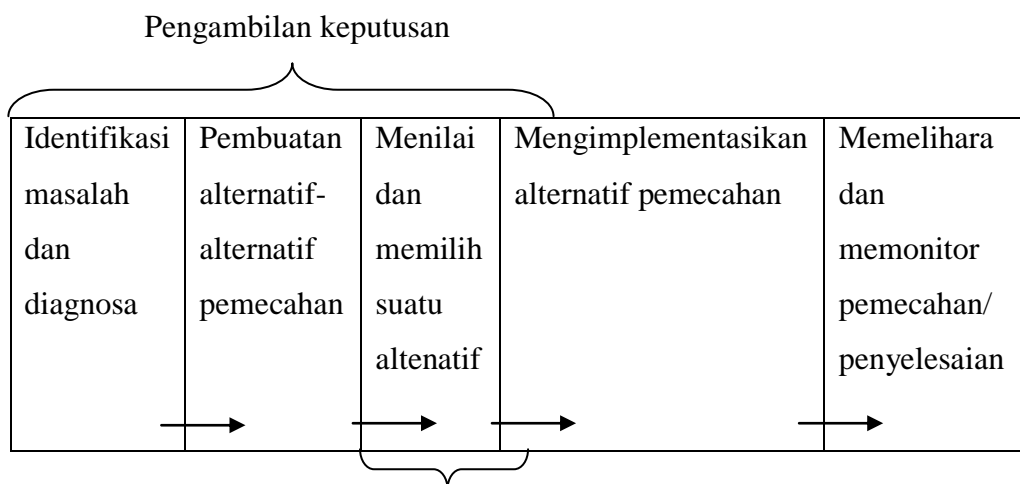 Pengambilan keputusan
Identifikasi
masalah
dan
diagnosa
Pembuatan
alternatif-
alternatif
pemecahan
Menilai
dan
memilih
suatu
altenatif
Mengimplementasikan
alternatif pemecahan
Memelihara
dan
memonitor
pemecahan/
penyelesaian